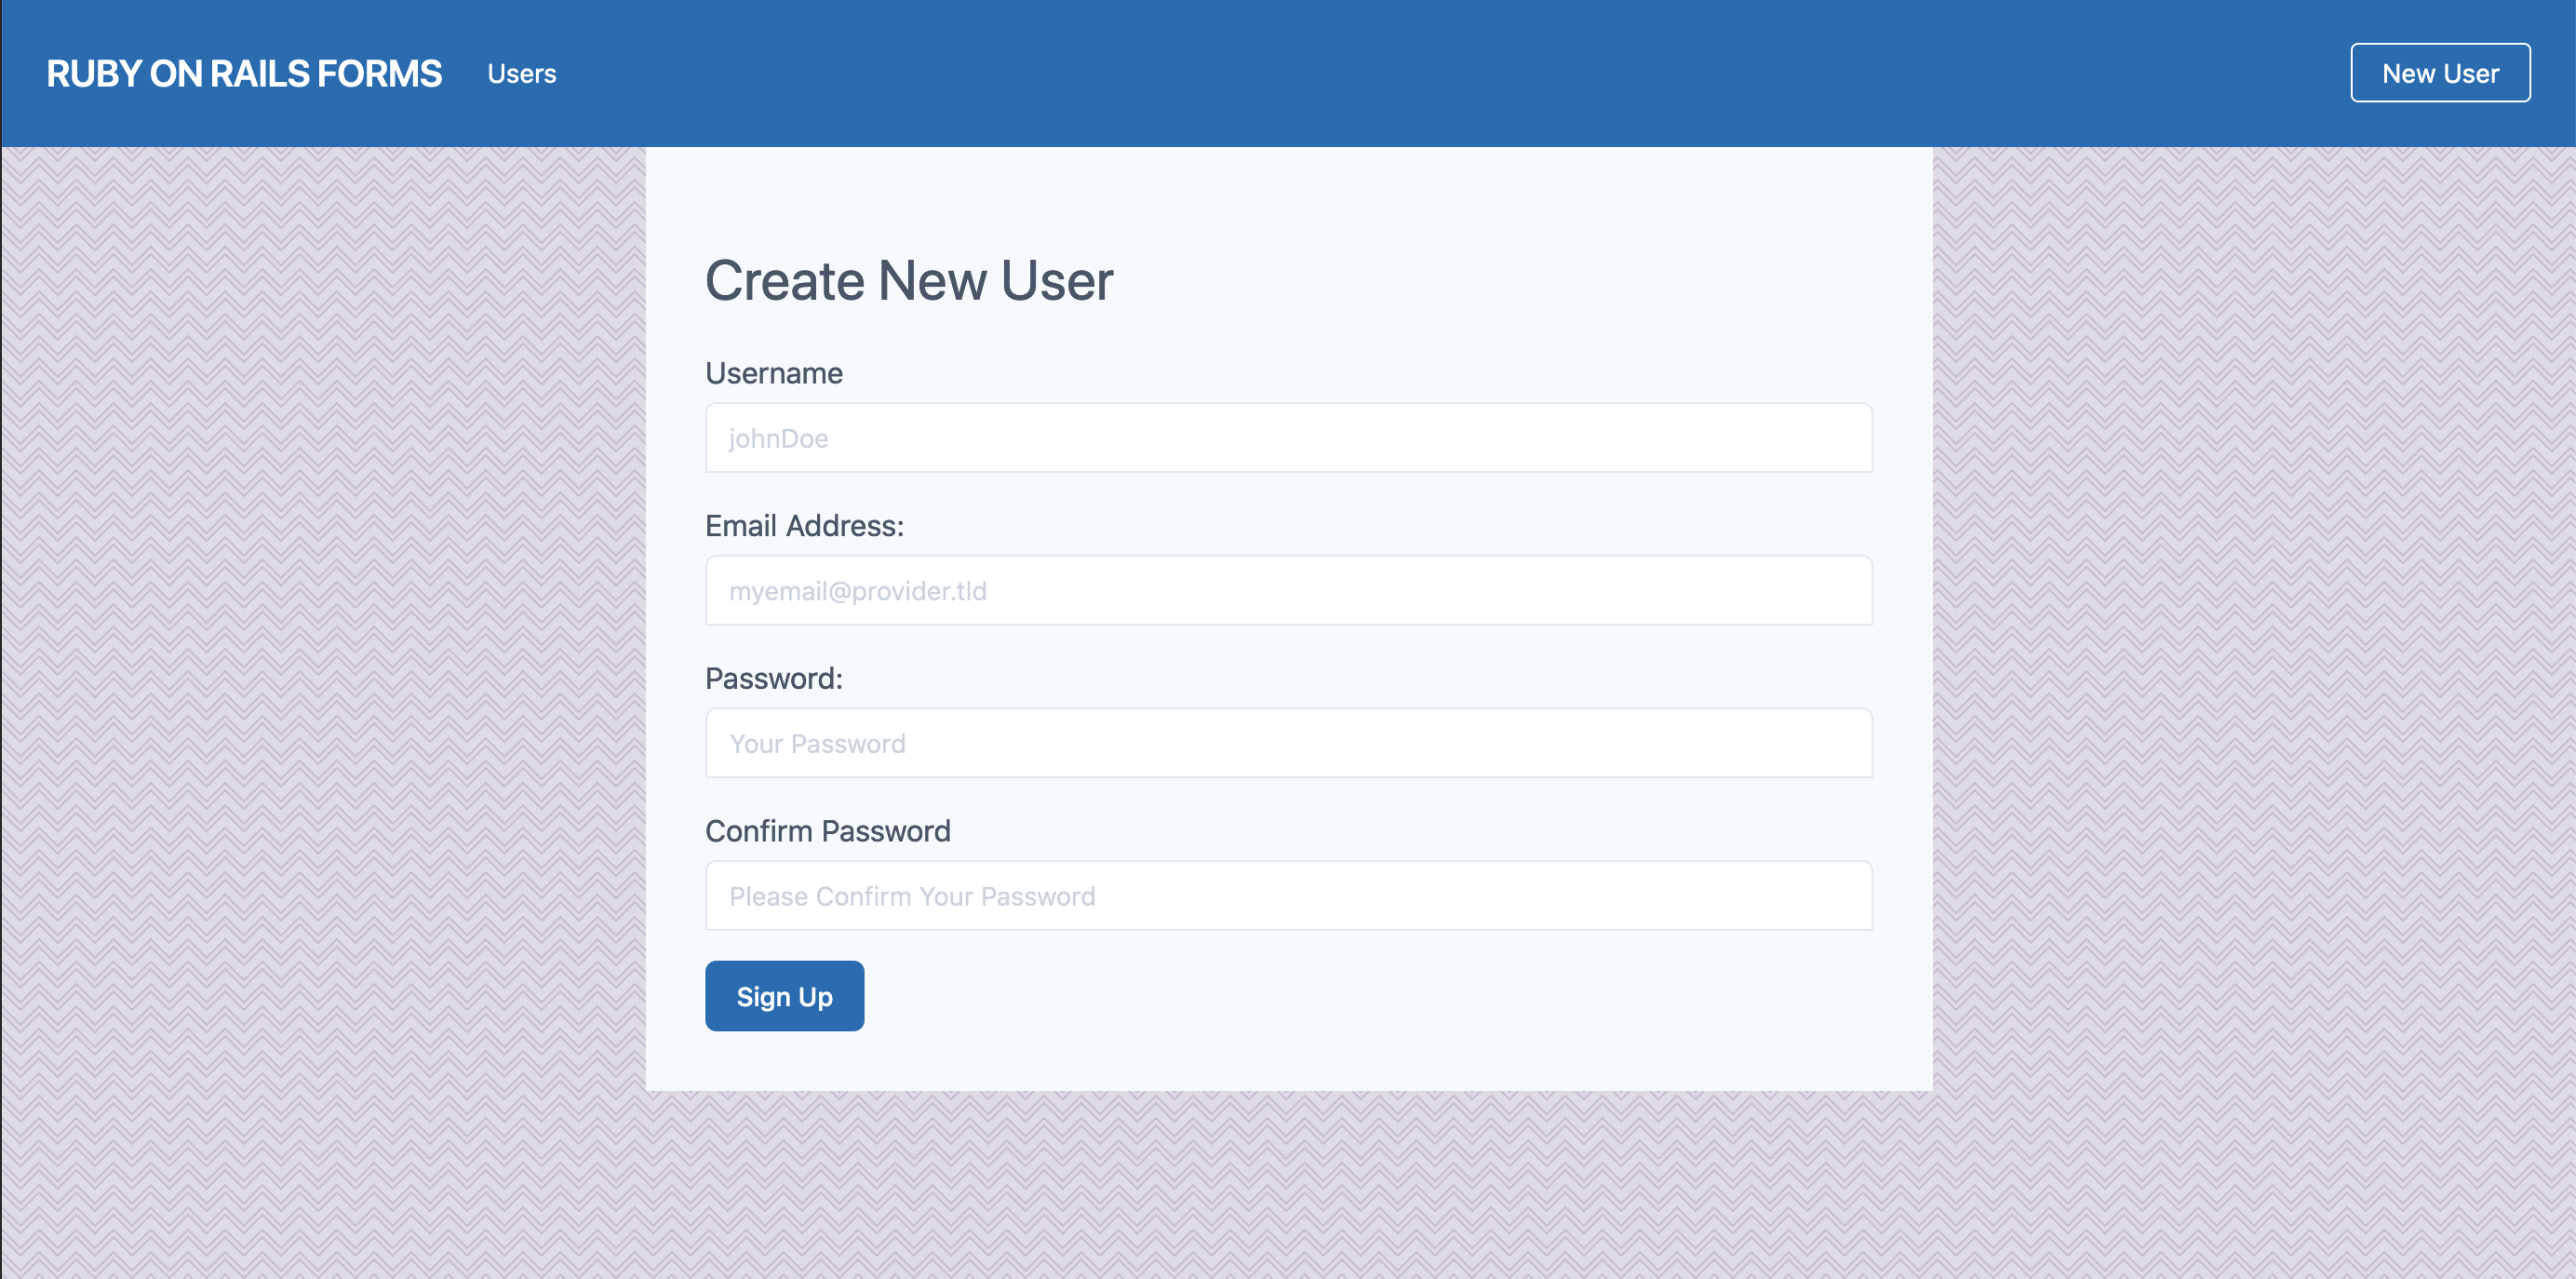 RUBY ON RAILS FORMS Users New User
Create New User
Username
johnDoe
Email Address:
myemail@provider.tld
Password:
Your Password
Confirm Password
Please Confirm Your Password
Sign Up